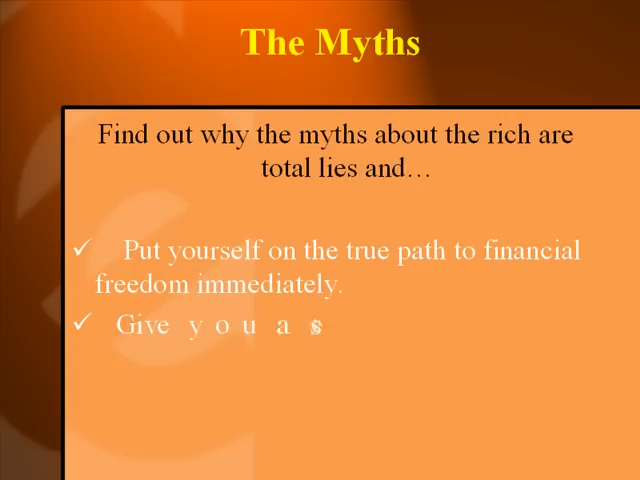 The Myths
Find out why the myths about the rich are
total lies and…
✓ Put yourself on the true path to financial
freedom immediately.
✓ Give you a s